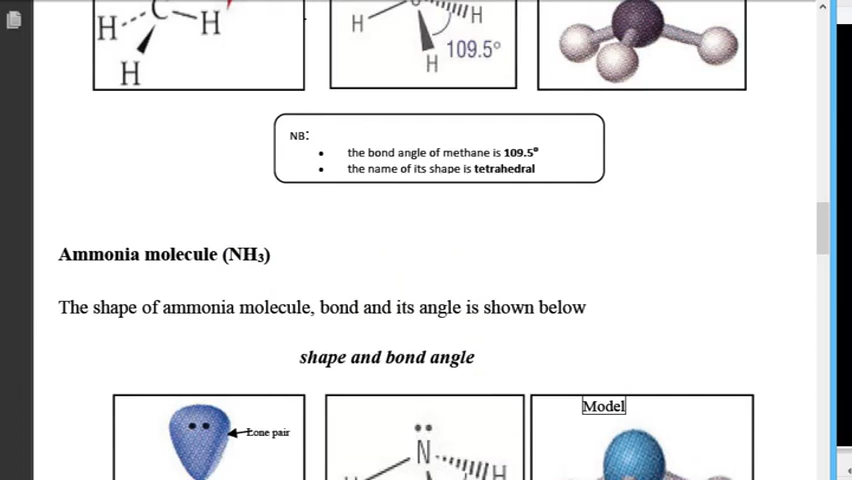 C
H
H
H
H
H
H
109.5°
NB:
• the bond angle of methane is 109.5°
• the name of its shape is tetrahedral
Ammonia molecule (NH₃)
The shape of ammonia molecule, bond and its angle is shown below
shape and bond angle
Lone pair
N
H
Model